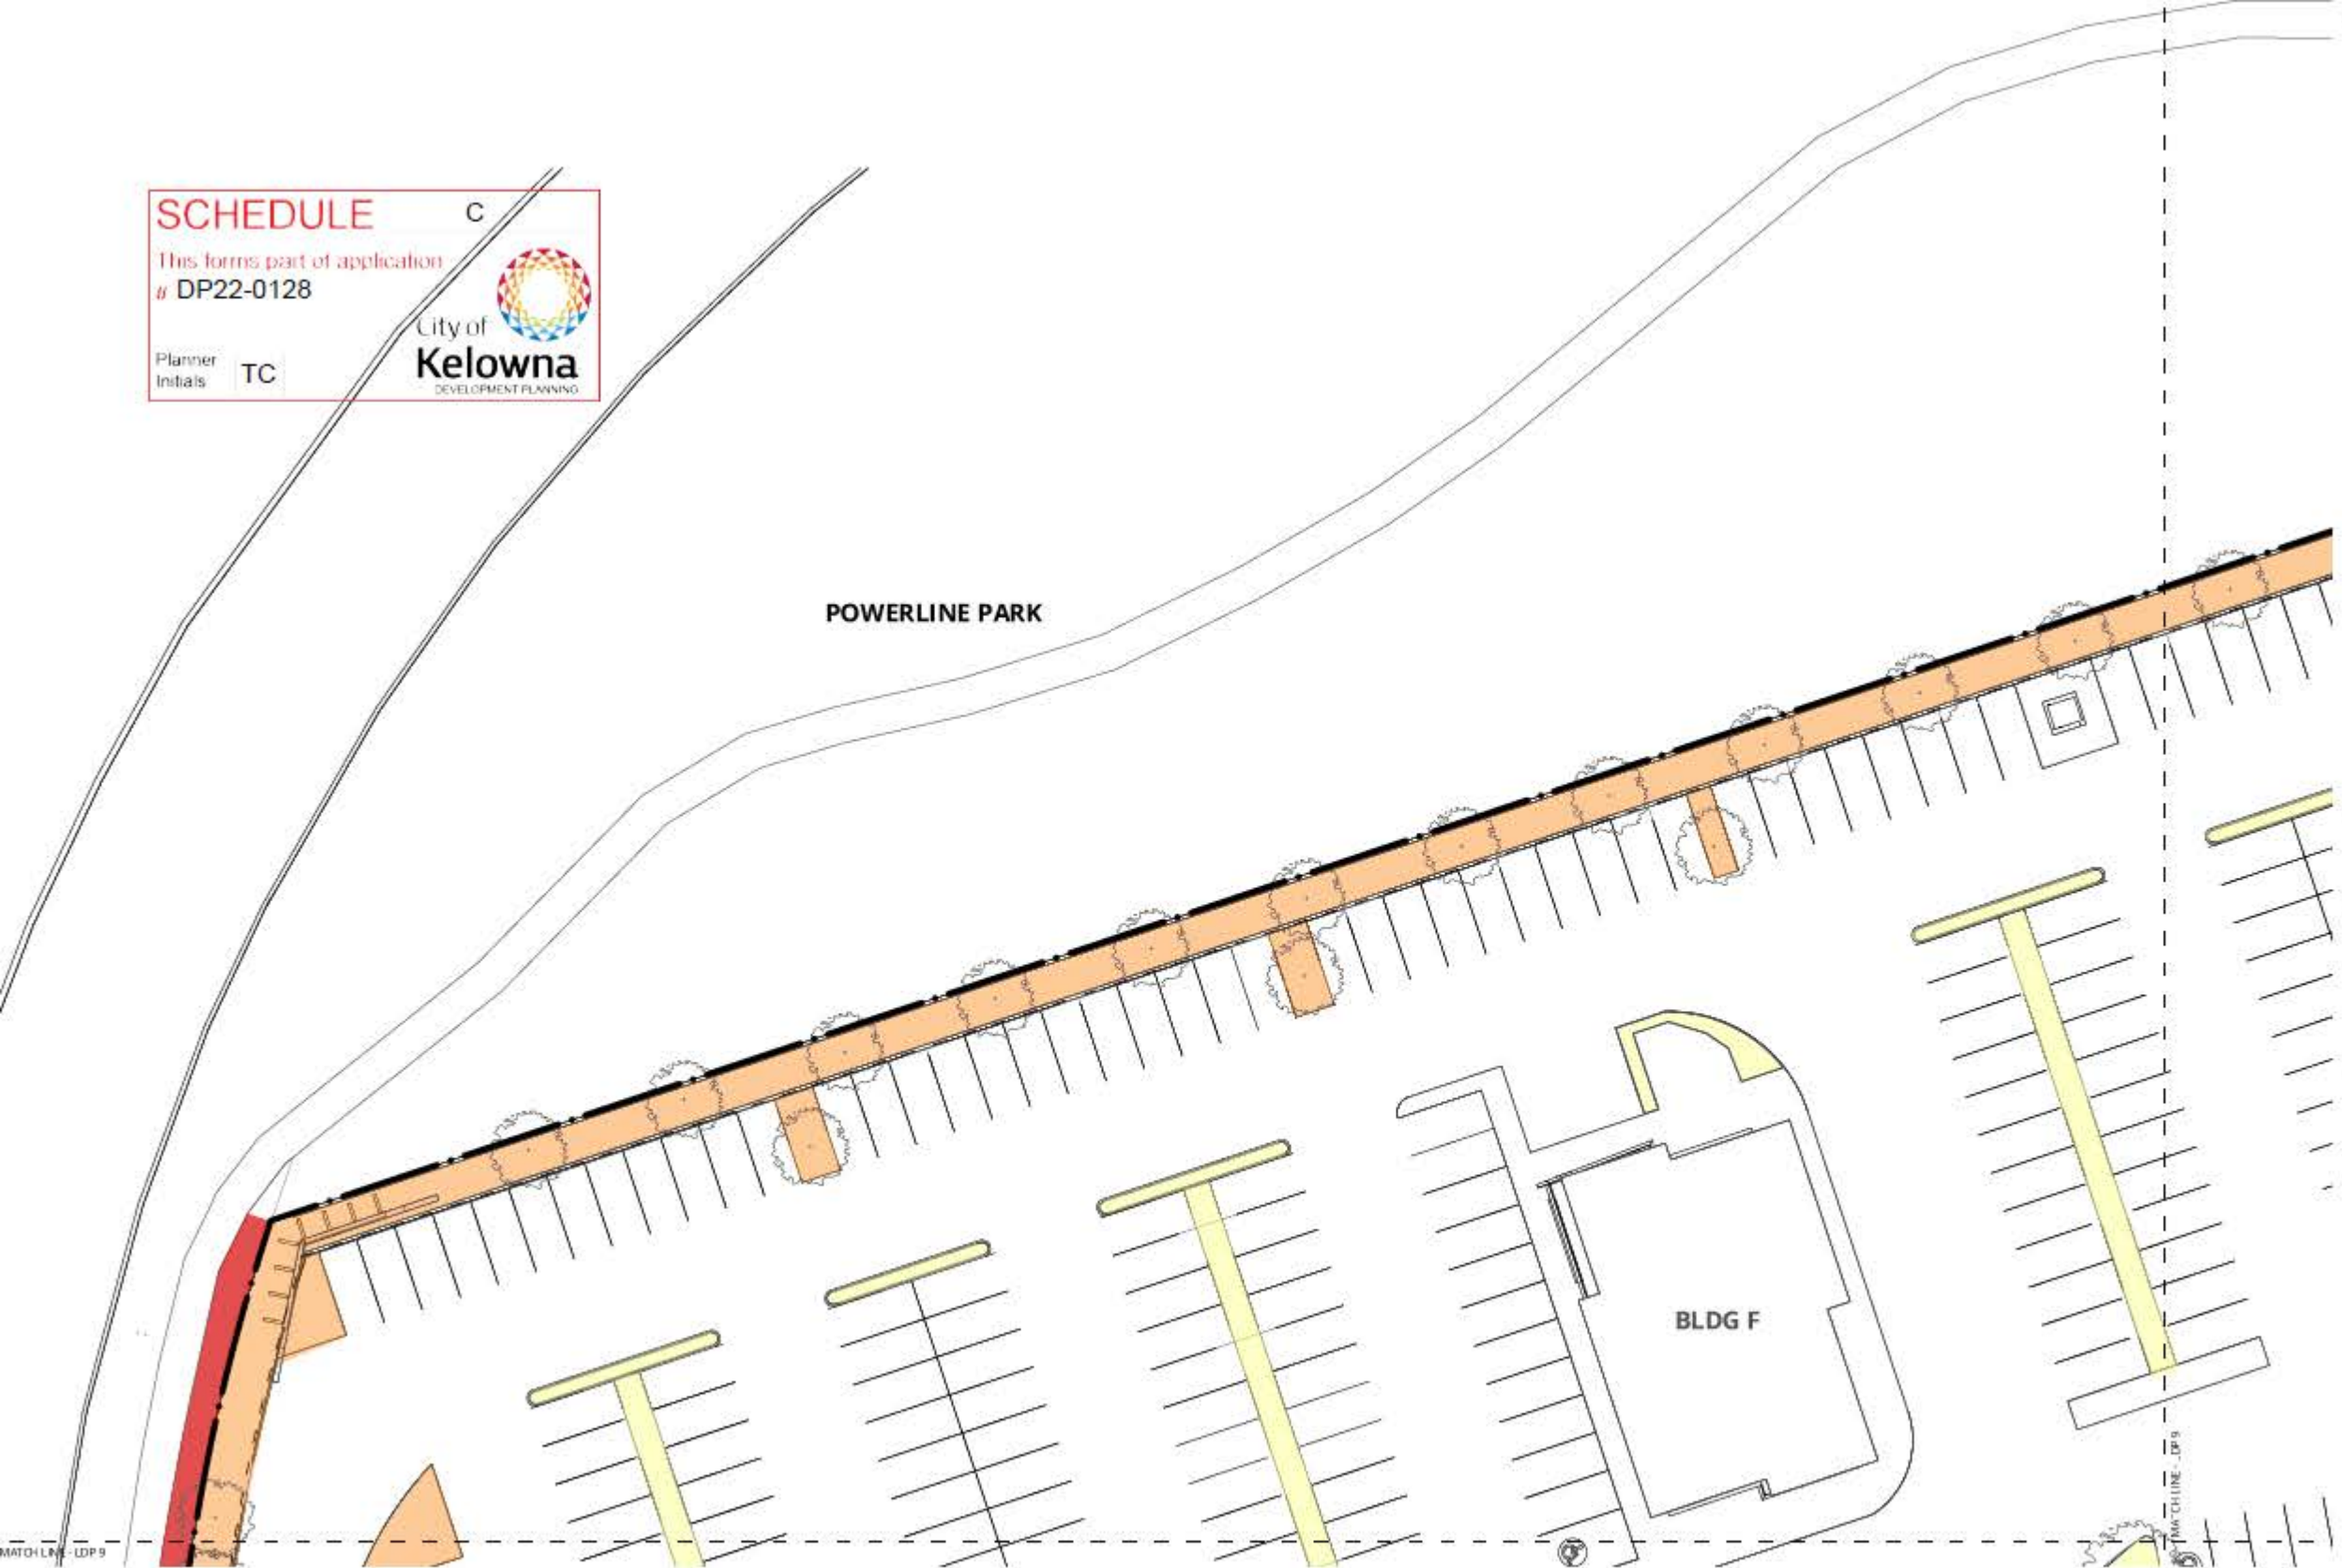 SCHEDULE C
This forms part of application
# DP22-0128
City of
Kelowna
DEVELOPMENT PLANNING
Planner
Initials TC
POWERLINE PARK
BLDG F
MATCH LINE - LDP 9
MATCH LINE - LDP 9